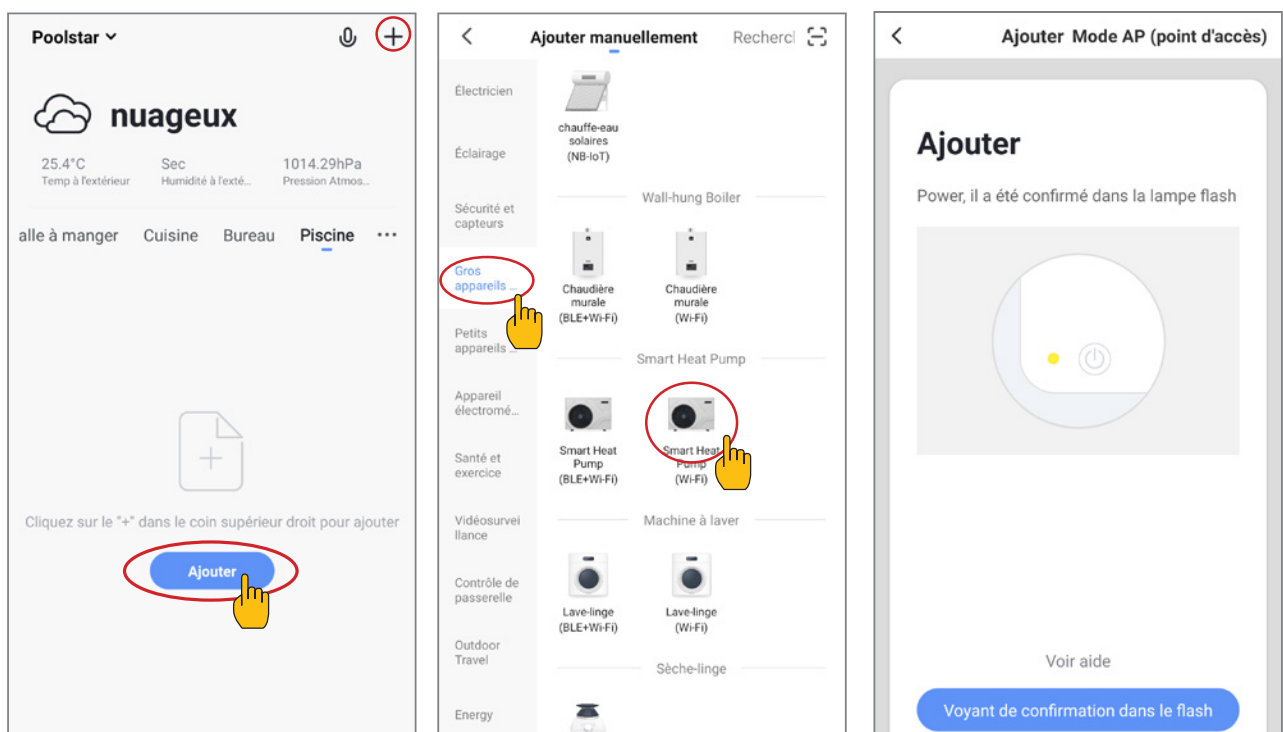 Poolstar
nuageux
25.4°C
Temp à l'extérieur
Sec
Humidité à l'exté...
1014.29hPa
Pression Atmos...
alle à manger Cuisine Bureau Piscine ...
Cliquez sur le "+" dans le coin supérieur droit pour ajouter
Ajouter
Ajouter manuellement Recherc
Électricien
Éclairage
Sécurité et
capteurs
Gros
appareils ...
Petits
appareils ...
Appareil
électromé...
Santé et
exercice
Vidéosurvei
llance
Contrôle de
passerelle
Outdoor
Travel
Energy
chauffe-eau
solaires
(NB-IoT)
Wall-hung Boiler
Chaudière
murale
(BLE+Wi-Fi)
Chaudière
murale
(Wi-Fi)
Smart Heat Pump
Smart Heat
Pump
(BLE+Wi-Fi)
Smart Heat
Pump
(Wi-Fi)
Machine à laver
Lave-linge
(BLE+Wi-Fi)
Lave-linge
(Wi-Fi)
Sèche-linge
Ajouter Mode AP (point d'accès)
Ajouter
Power, il a été confirmé dans la lampe flash
Voir aide
Voyant de confirmation dans le flash